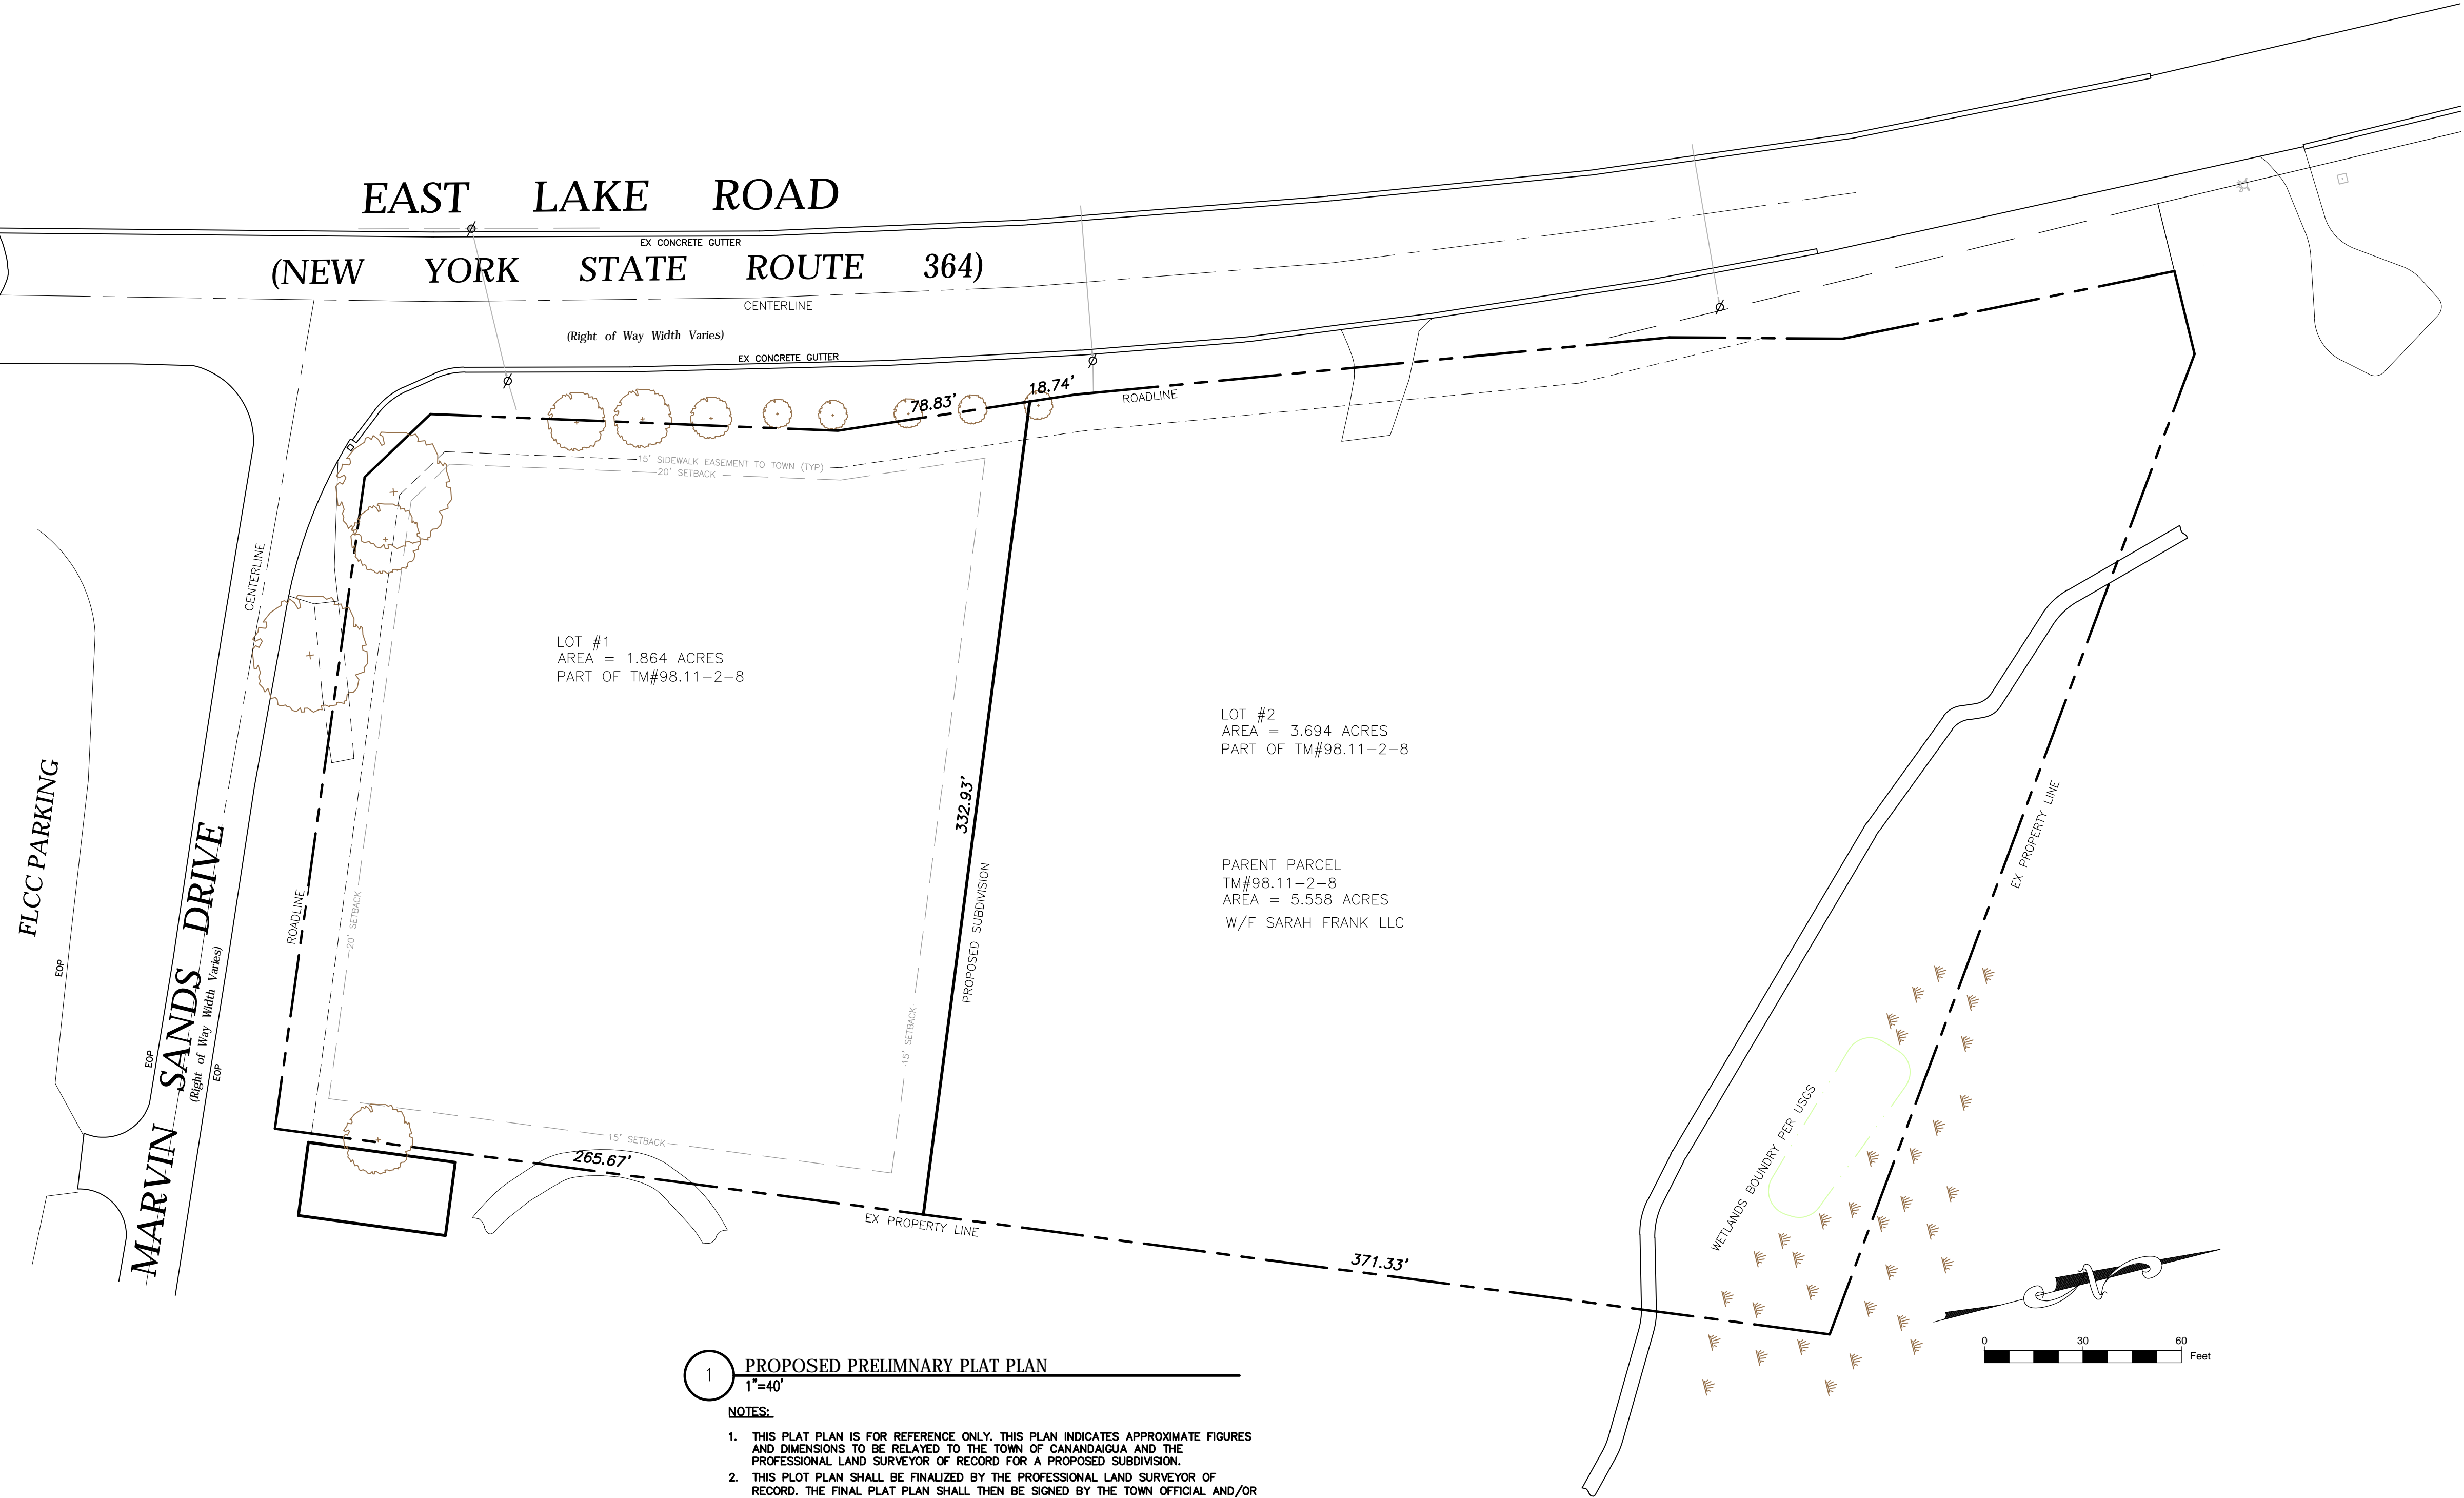 EAST LAKE ROAD
EX CONCRETE GUTTER
(NEW YORK STATE ROUTE 364)
CENTERLINE
(Right of Way Width Varies)
EX CONCRETE GUTTER
78.83'
18.74'
ROADLINE
15' SIDEWALK EASEMENT TO TOWN (TYP)
20' SETBACK
CENTERLINE
LOT #1
AREA = 1.864 ACRES
PART OF TM#98.11-2-8
LOT #2
AREA = 3.694 ACRES
PART OF TM#98.11-2-8
332.93'
PROPOSED SUBDIVISION
PARENT PARCEL
TM#98.11-2-8
AREA = 5.558 ACRES
W/F SARAH FRANK LLC
EX PROPERTY LINE
FLCC PARKING
EOP
MARVIN SANDS DRIVE
(Right of Way Width Varies)
EOP
EOP
ROADLINE
20' SETBACK
15' SETBACK
15' SETBACK
265.67'
EX PROPERTY LINE
371.33'
WETLANDS BOUNDRY PER USGS
N
0 30 60
Feet
1
PROPOSED PRELIMNARY PLAT PLAN
1"=40'
NOTES:
1. THIS PLAT PLAN IS FOR REFERENCE ONLY. THIS PLAN INDICATES APPROXIMATE FIGURES
AND DIMENSIONS TO BE RELAYED TO THE TOWN OF CANANDAIGUA AND THE
PROFESSIONAL LAND SURVEYOR OF RECORD FOR A PROPOSED SUBDIVISION.
2. THIS PLOT PLAN SHALL BE FINALIZED BY THE PROFESSIONAL LAND SURVEYOR OF
RECORD. THE FINAL PLAT PLAN SHALL THEN BE SIGNED BY THE TOWN OFFICIAL AND/OR